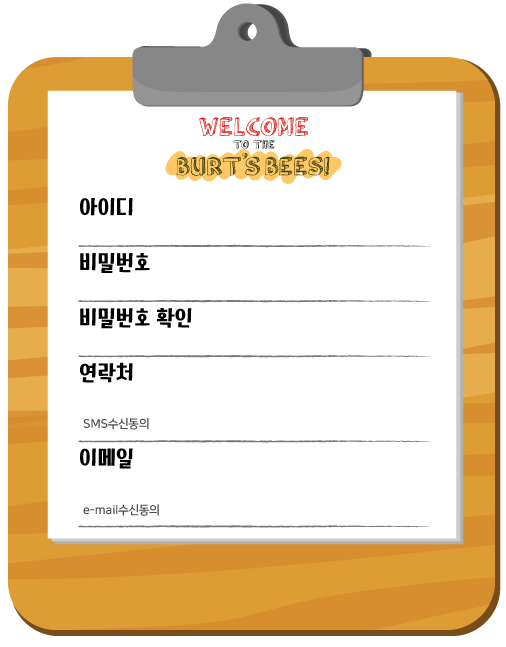 WELCOME
TO THE
BURT'S BEES!
아이디
비밀번호
비밀번호 확인
연락처
SMS수신동의
이메일
e-mail수신동의